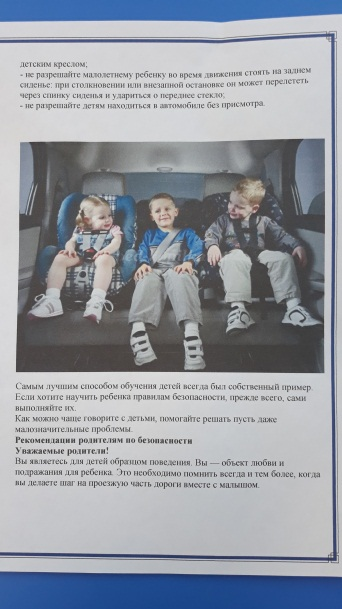 детским креслом;
- не разрешайте малолетнему ребенку во время движения стоять на заднем
сиденье: при столкновении или внезапной остановке он может перелететь
через спинку сиденья и удариться о переднее стекло;
- не разрешайте детям находиться в автомобиле без присмотра.
Самым лучшим способом обучения детей всегда был собственный пример.
Если хотите научить ребенка правилам безопасности, прежде всего, сами
выполняйте их.
Как можно чаще говорите с детьми, помогайте решать пусть даже
малозначительные проблемы.
Рекомендации родителям по безопасности
Уважаемые родители!
Вы являетесь для детей образцом поведения. Вы — объект любви и
подражания для ребенка. Это необходимо помнить всегда и тем более, когда
вы делаете шаг на проезжую часть дороги вместе с малышом.